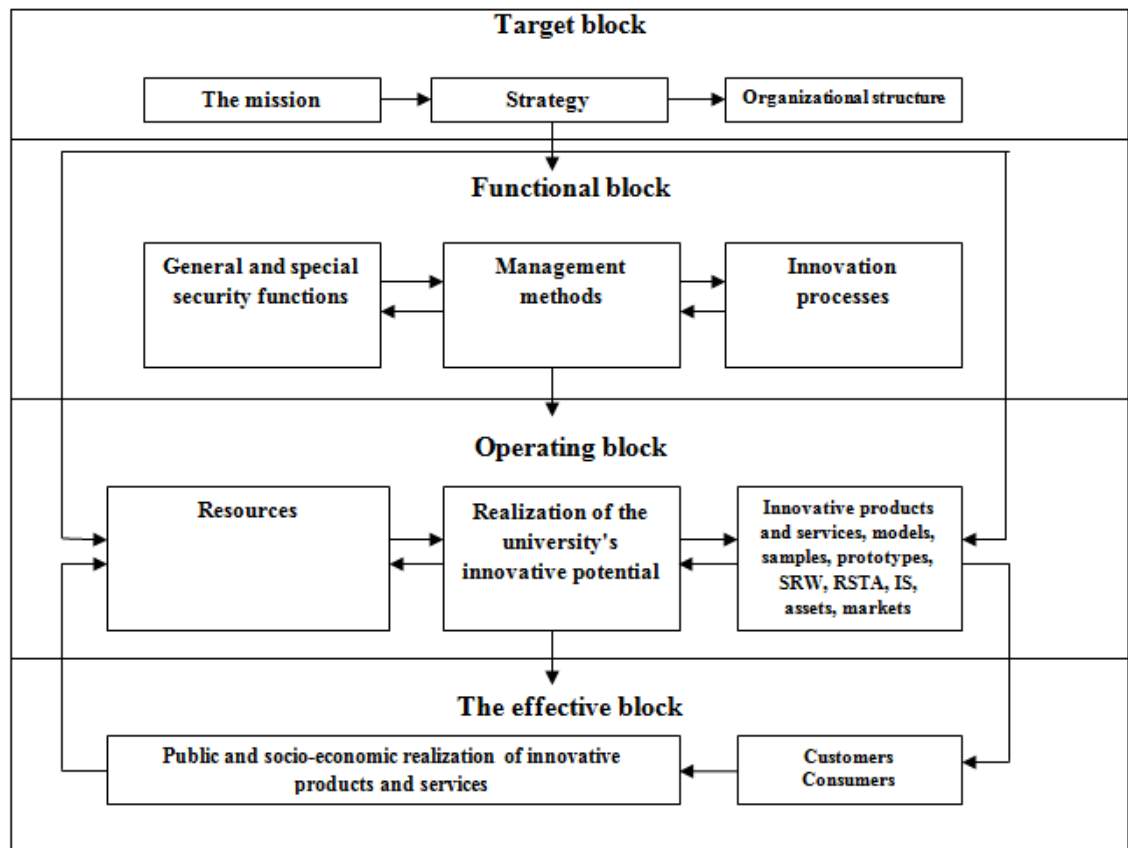 Target block
The mission
Strategy
Organizational structure
Functional block
General and special
security functions
Management
methods
Innovation
processes
Operating block
Resources
Realization of the
university's
innovative potential
Innovative products
and services, models,
samples, prototypes,
SRW, RSTA, IS,
assets, markets
The effective block
Public and socio-economic realization of innovative
products and services
Customers
Consumers